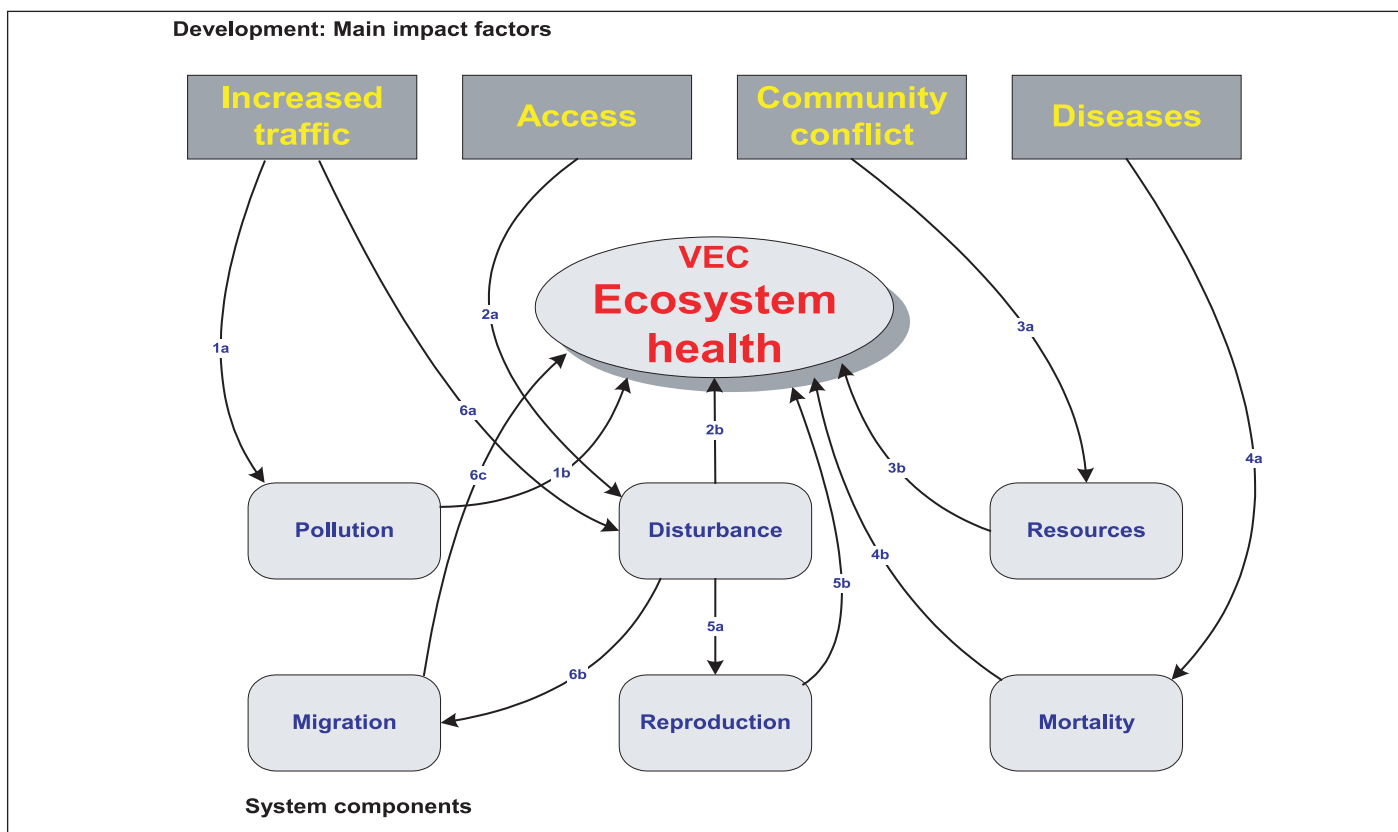 Development: Main impact factors
Increased
traffic
Access
Community
conflict
Diseases
VEC
Ecosystem
health
1a
2a
3a
6a
2b
6c
1b
3b
4a
Pollution
Disturbance
Resources
4b
5b
5a
6b
Migration
Reproduction
Mortality
System components